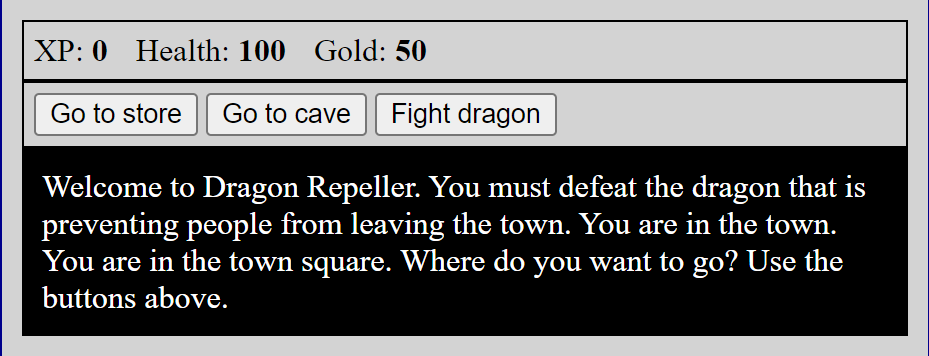 XP: 0 Health: 100 Gold: 50
Go to store Go to cave Fight dragon
Welcome to Dragon Repeller. You must defeat the dragon that is
preventing people from leaving the town. You are in the town.
You are in the town square. Where do you want to go? Use the
buttons above.